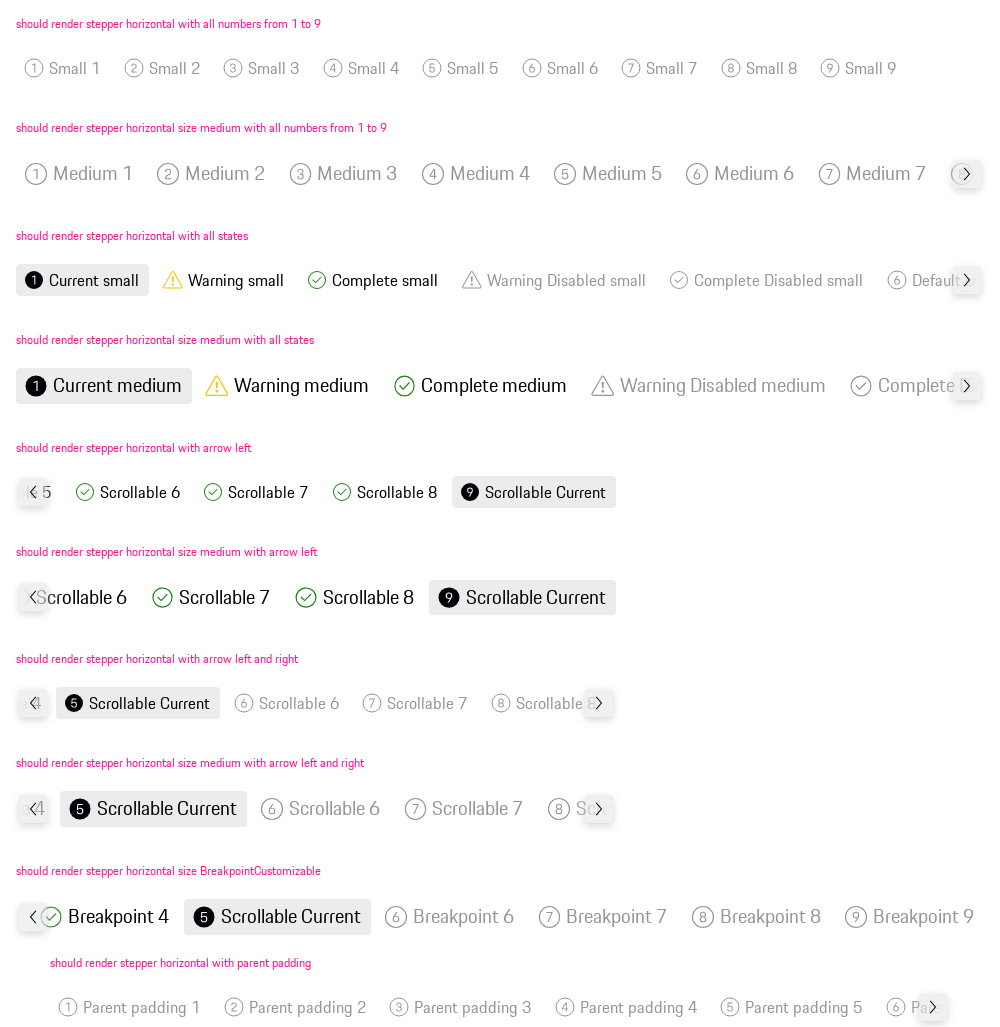 should render stepper horizontal with all numbers from 1 to 9
1 Small 1 2 Small 2 3 Small 3 4 Small 4 5 Small 5 6 Small 6 7 Small 7 8 Small 8 9 Small 9
should render stepper horizontal size medium with all numbers from 1 to 9
1 Medium 1 2 Medium 2 3 Medium 3 4 Medium 4 5 Medium 5 6 Medium 6 7 Medium 7 8
should render stepper horizontal with all states
1 Current small Warning small Complete small Warning Disabled small Complete Disabled small 6 Default
should render stepper horizontal size medium with all states
1 Current medium Warning medium Complete medium Warning Disabled medium Complete
should render stepper horizontal with arrow left
5 Scrollable 6 Scrollable 7 Scrollable 8 9 Scrollable Current
should render stepper horizontal size medium with arrow left
Scrollable 6 Scrollable 7 Scrollable 8 9 Scrollable Current
should render stepper horizontal with arrow left and right
4 5 Scrollable Current 6 Scrollable 6 7 Scrollable 7 8 Scrollable 8
should render stepper horizontal size medium with arrow left and right
4 5 Scrollable Current 6 Scrollable 6 7 Scrollable 7 8
should render stepper horizontal size BreakpointCustomizable
Breakpoint 4 5 Scrollable Current 6 Breakpoint 6 7 Breakpoint 7 8 Breakpoint 8 9 Breakpoint 9
should render stepper horizontal with parent padding
1 Parent padding 1 2 Parent padding 2 3 Parent padding 3 4 Parent padding 4 5 Parent padding 5 6